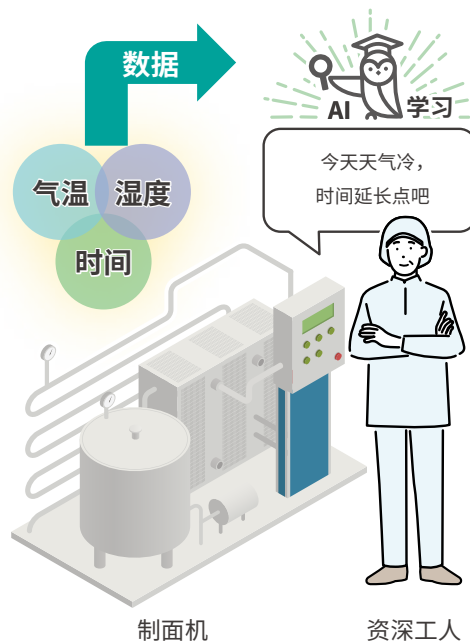 数据
AI 学习
今天天气冷，
时间延长点吧
气温 湿度
时间
制面机 资深工人